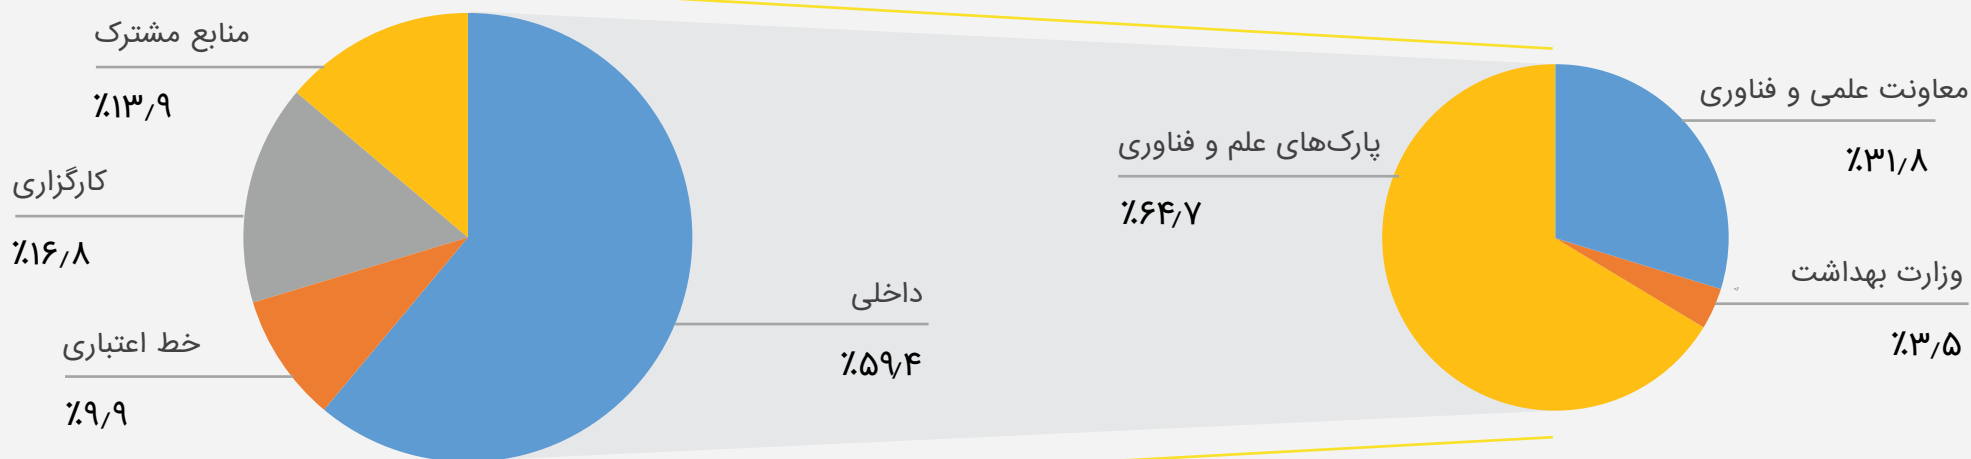 معاونت علمی و فناوری
٪۳۱٫۸
وزارت بهداشت
٪۳٫۵
پارک‌های علم و فناوری
٪۶۴٫۷
داخلی
٪۵۹٫۴
منابع مشترک
٪۱۳٫۹
کارگزاری
٪۱۶٫۸
خط اعتباری
٪۹٫۹